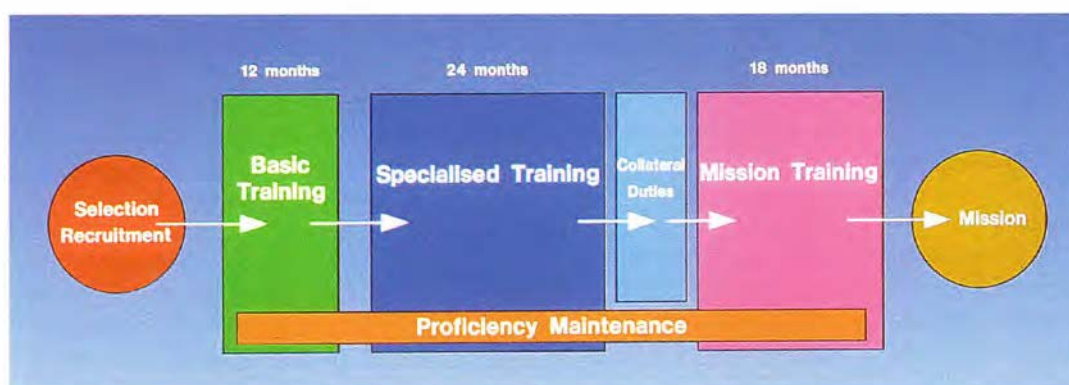 12 months
24 months
18 months
Selection
Recruitment
Basic
Training
Specialised Training
Collateral
Duties
Mission Training
Mission
Proficiency Maintenance